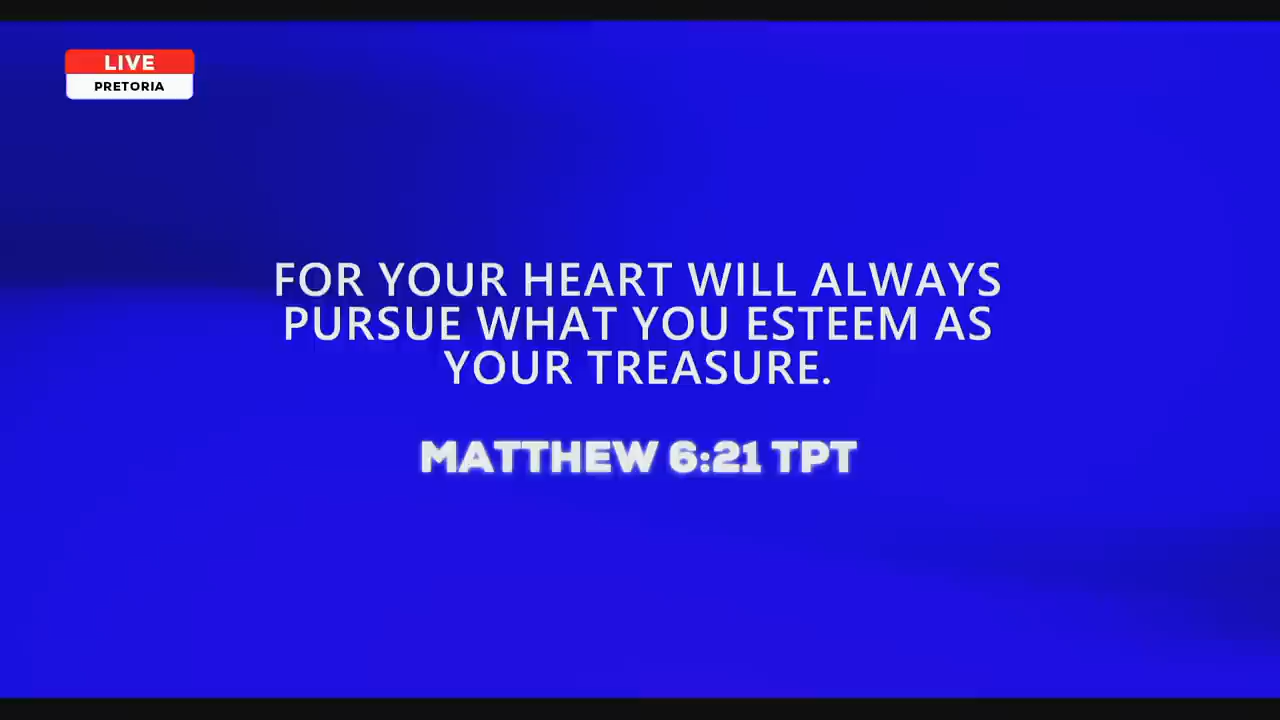 LIVE
PRETORIA
FOR YOUR HEART WILL ALWAYS
PURSUE WHAT YOU ESTEEM AS
YOUR TREASURE.
MATTHEW 6:21 TPT